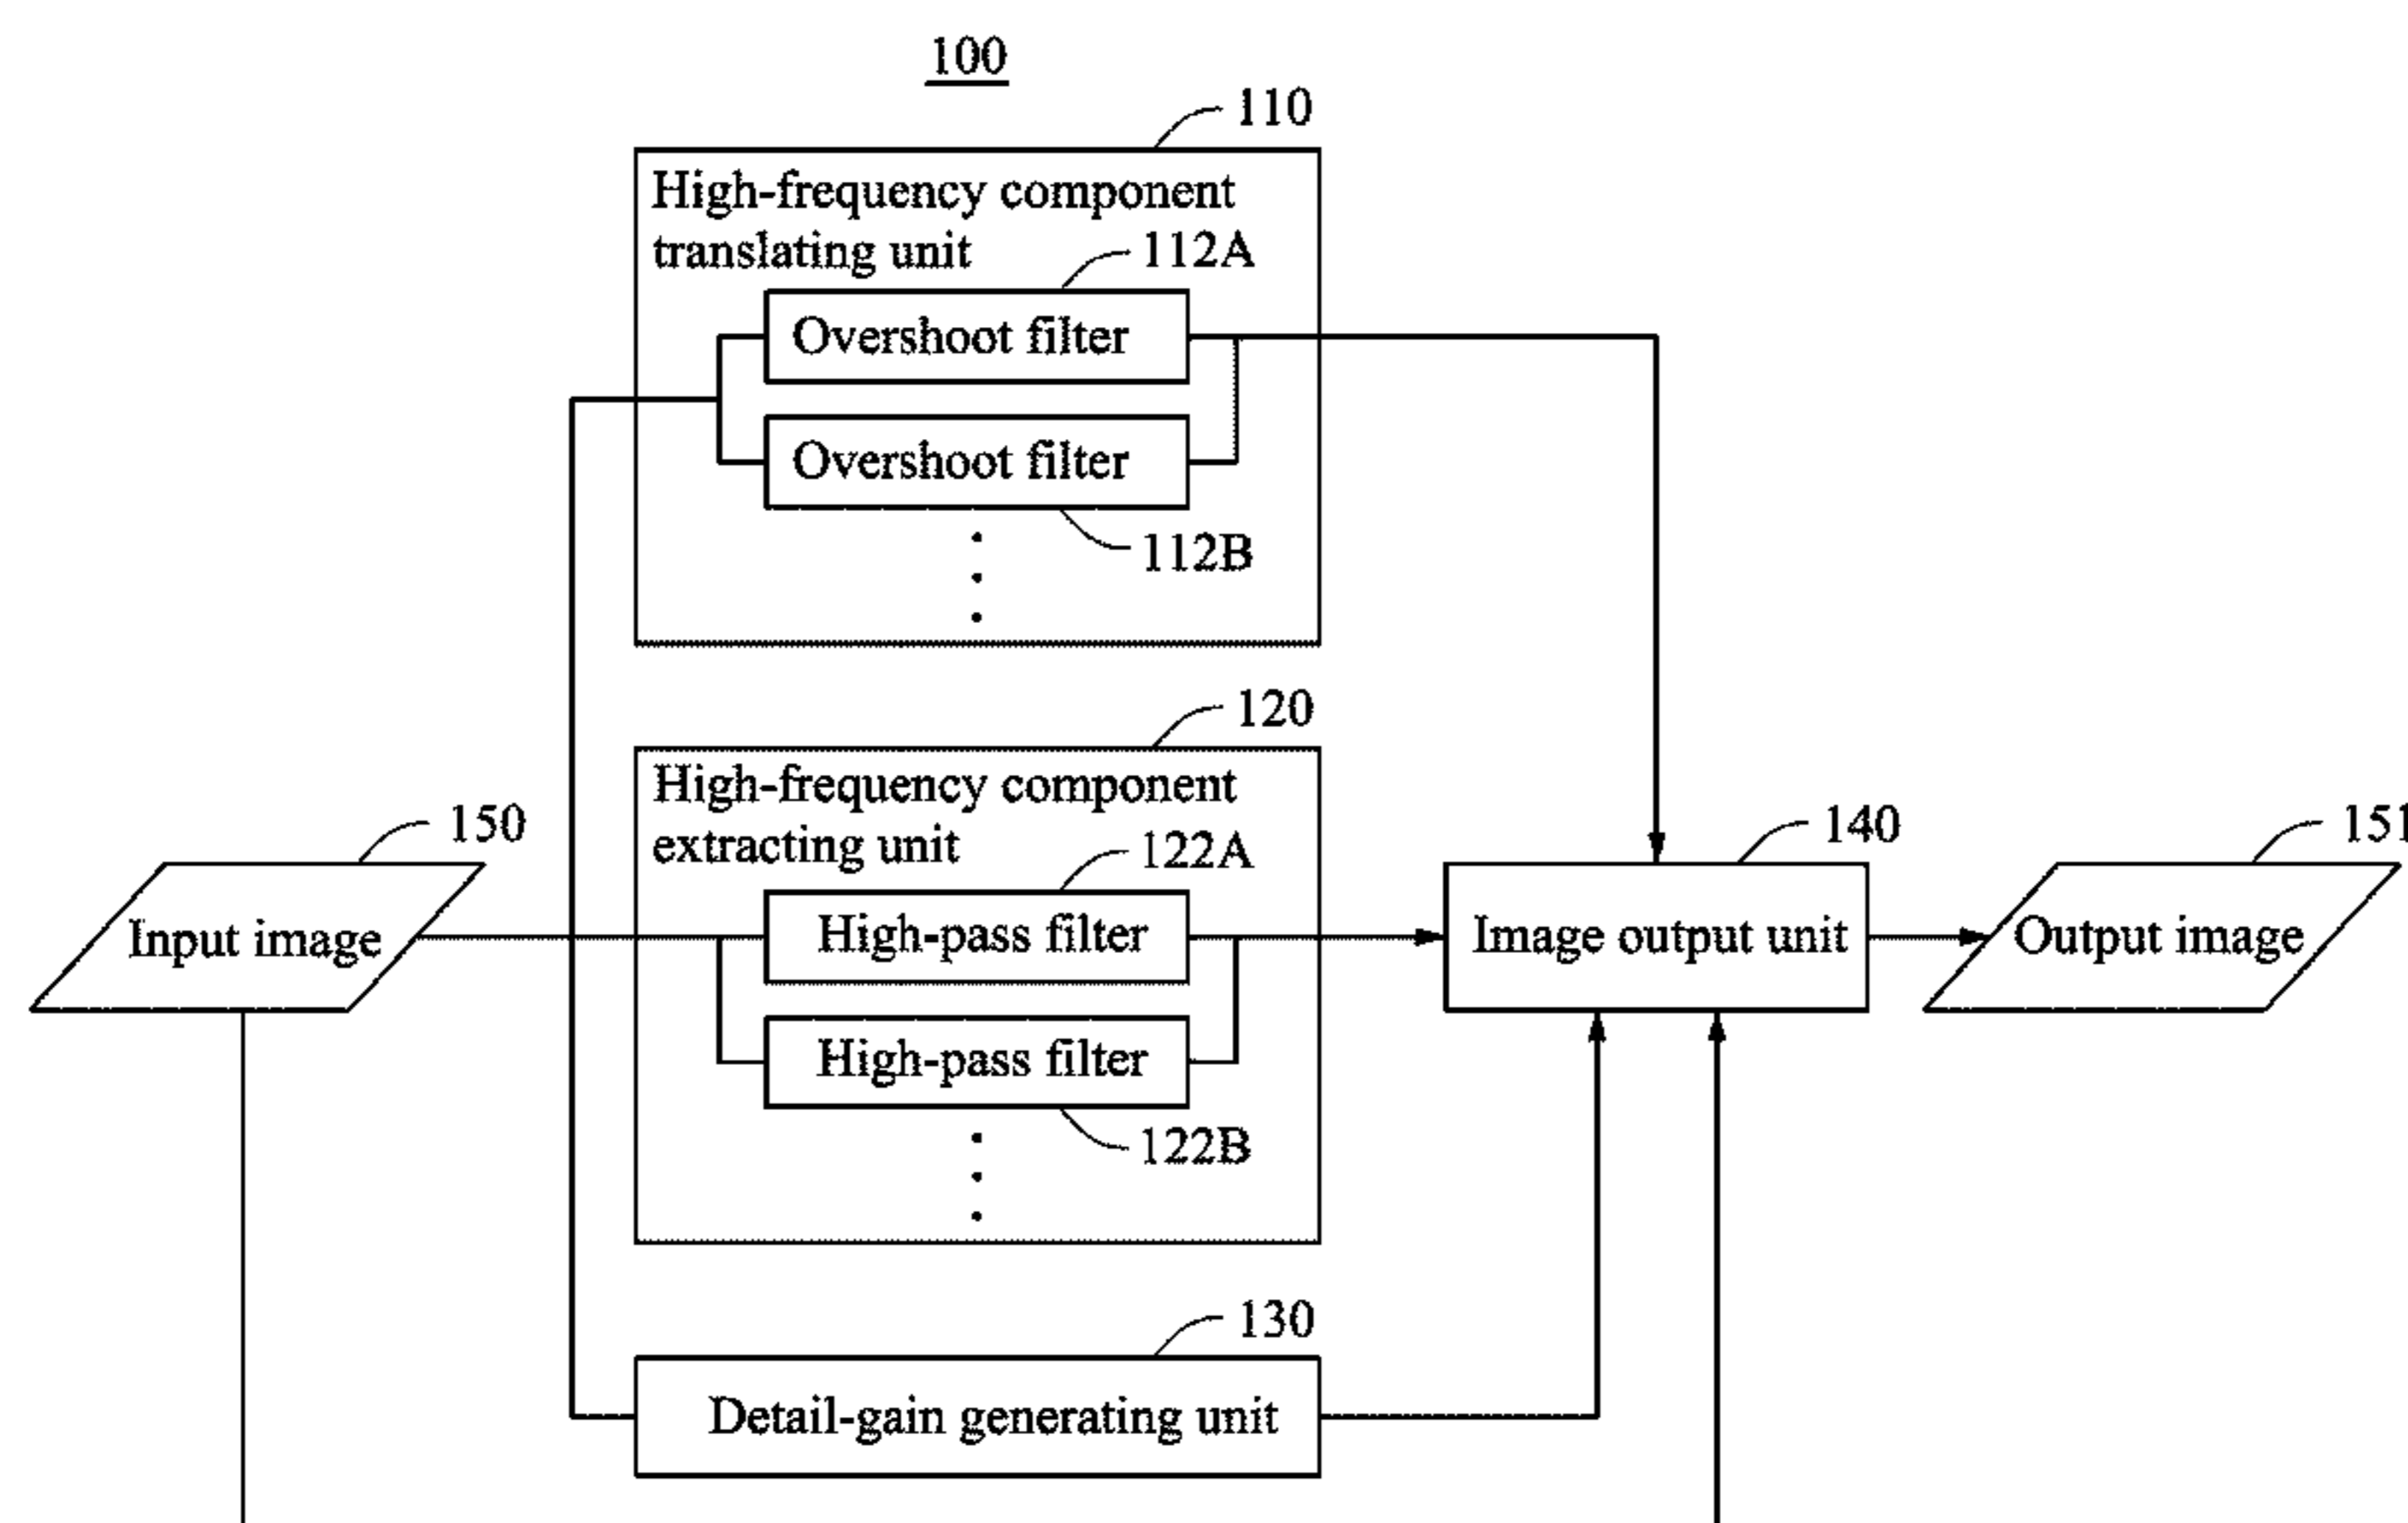 100
110
High-frequency component
translating unit
112A
Overshoot filter
Overshoot filter
112B
120
High-frequency component
extracting unit
122A
150
140
151
Input image
High-pass filter
Image output unit
Output image
High-pass filter
122B
130
Detail-gain generating unit